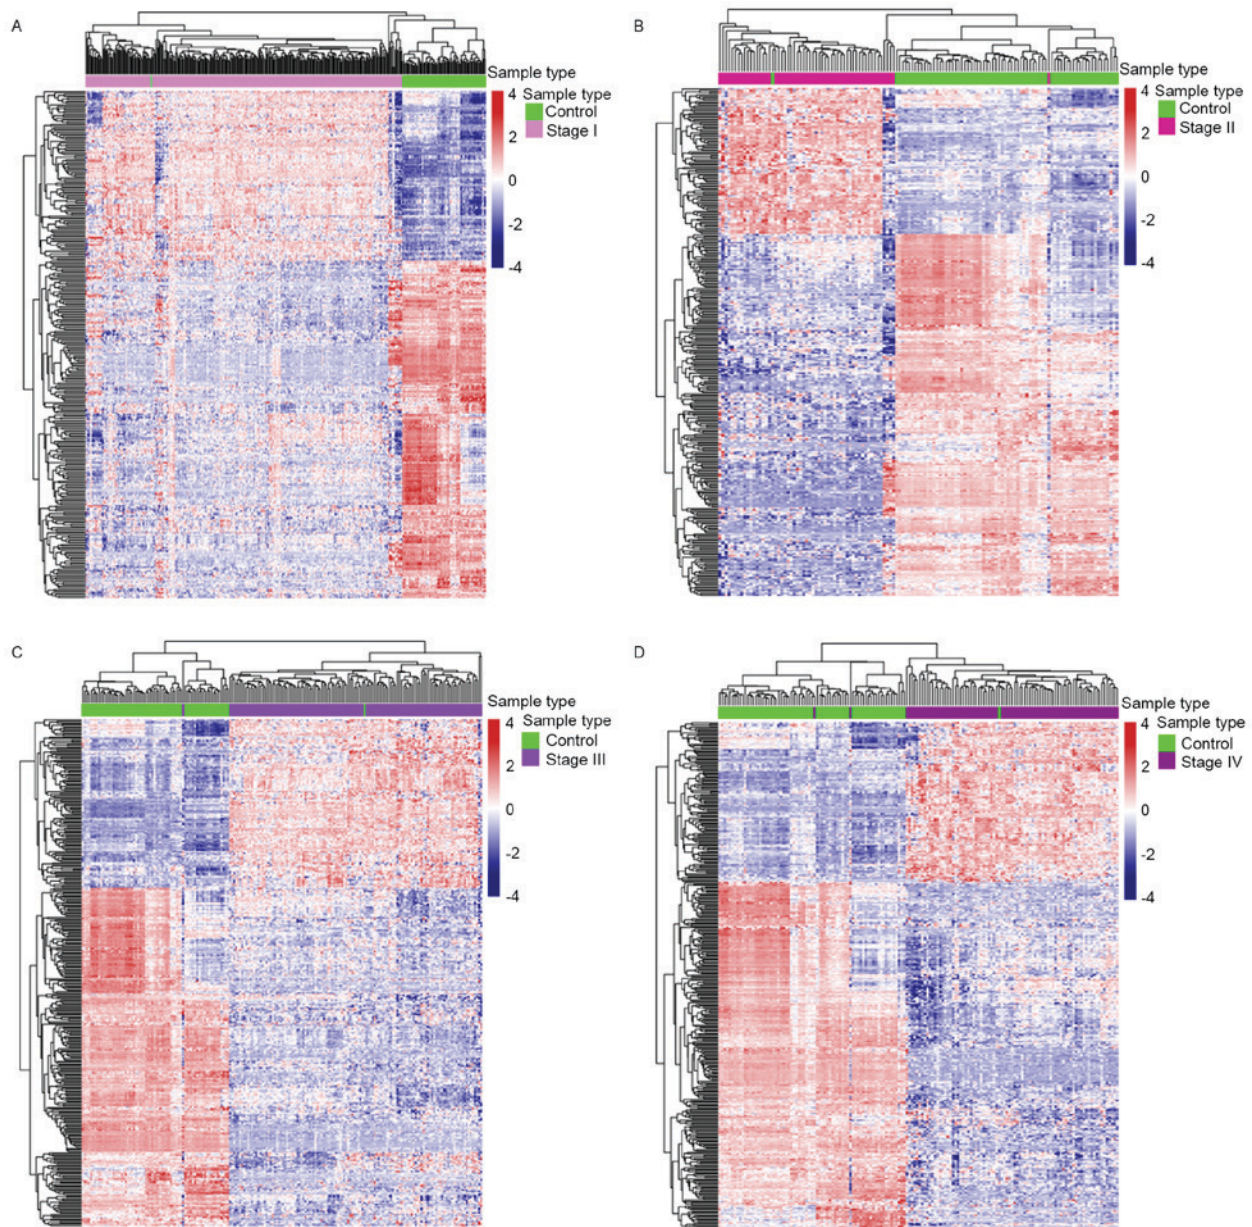 A
Sample type
4
Sample type
Control
2
Stage I
0
-2
-4
B
Sample type
4
Sample type
Control
2
Stage II
0
-2
-4
C
Sample type
4
Sample type
Control
2
Stage III
0
-2
-4
D
Sample type
4
Sample type
Control
2
Stage IV
0
-2
-4